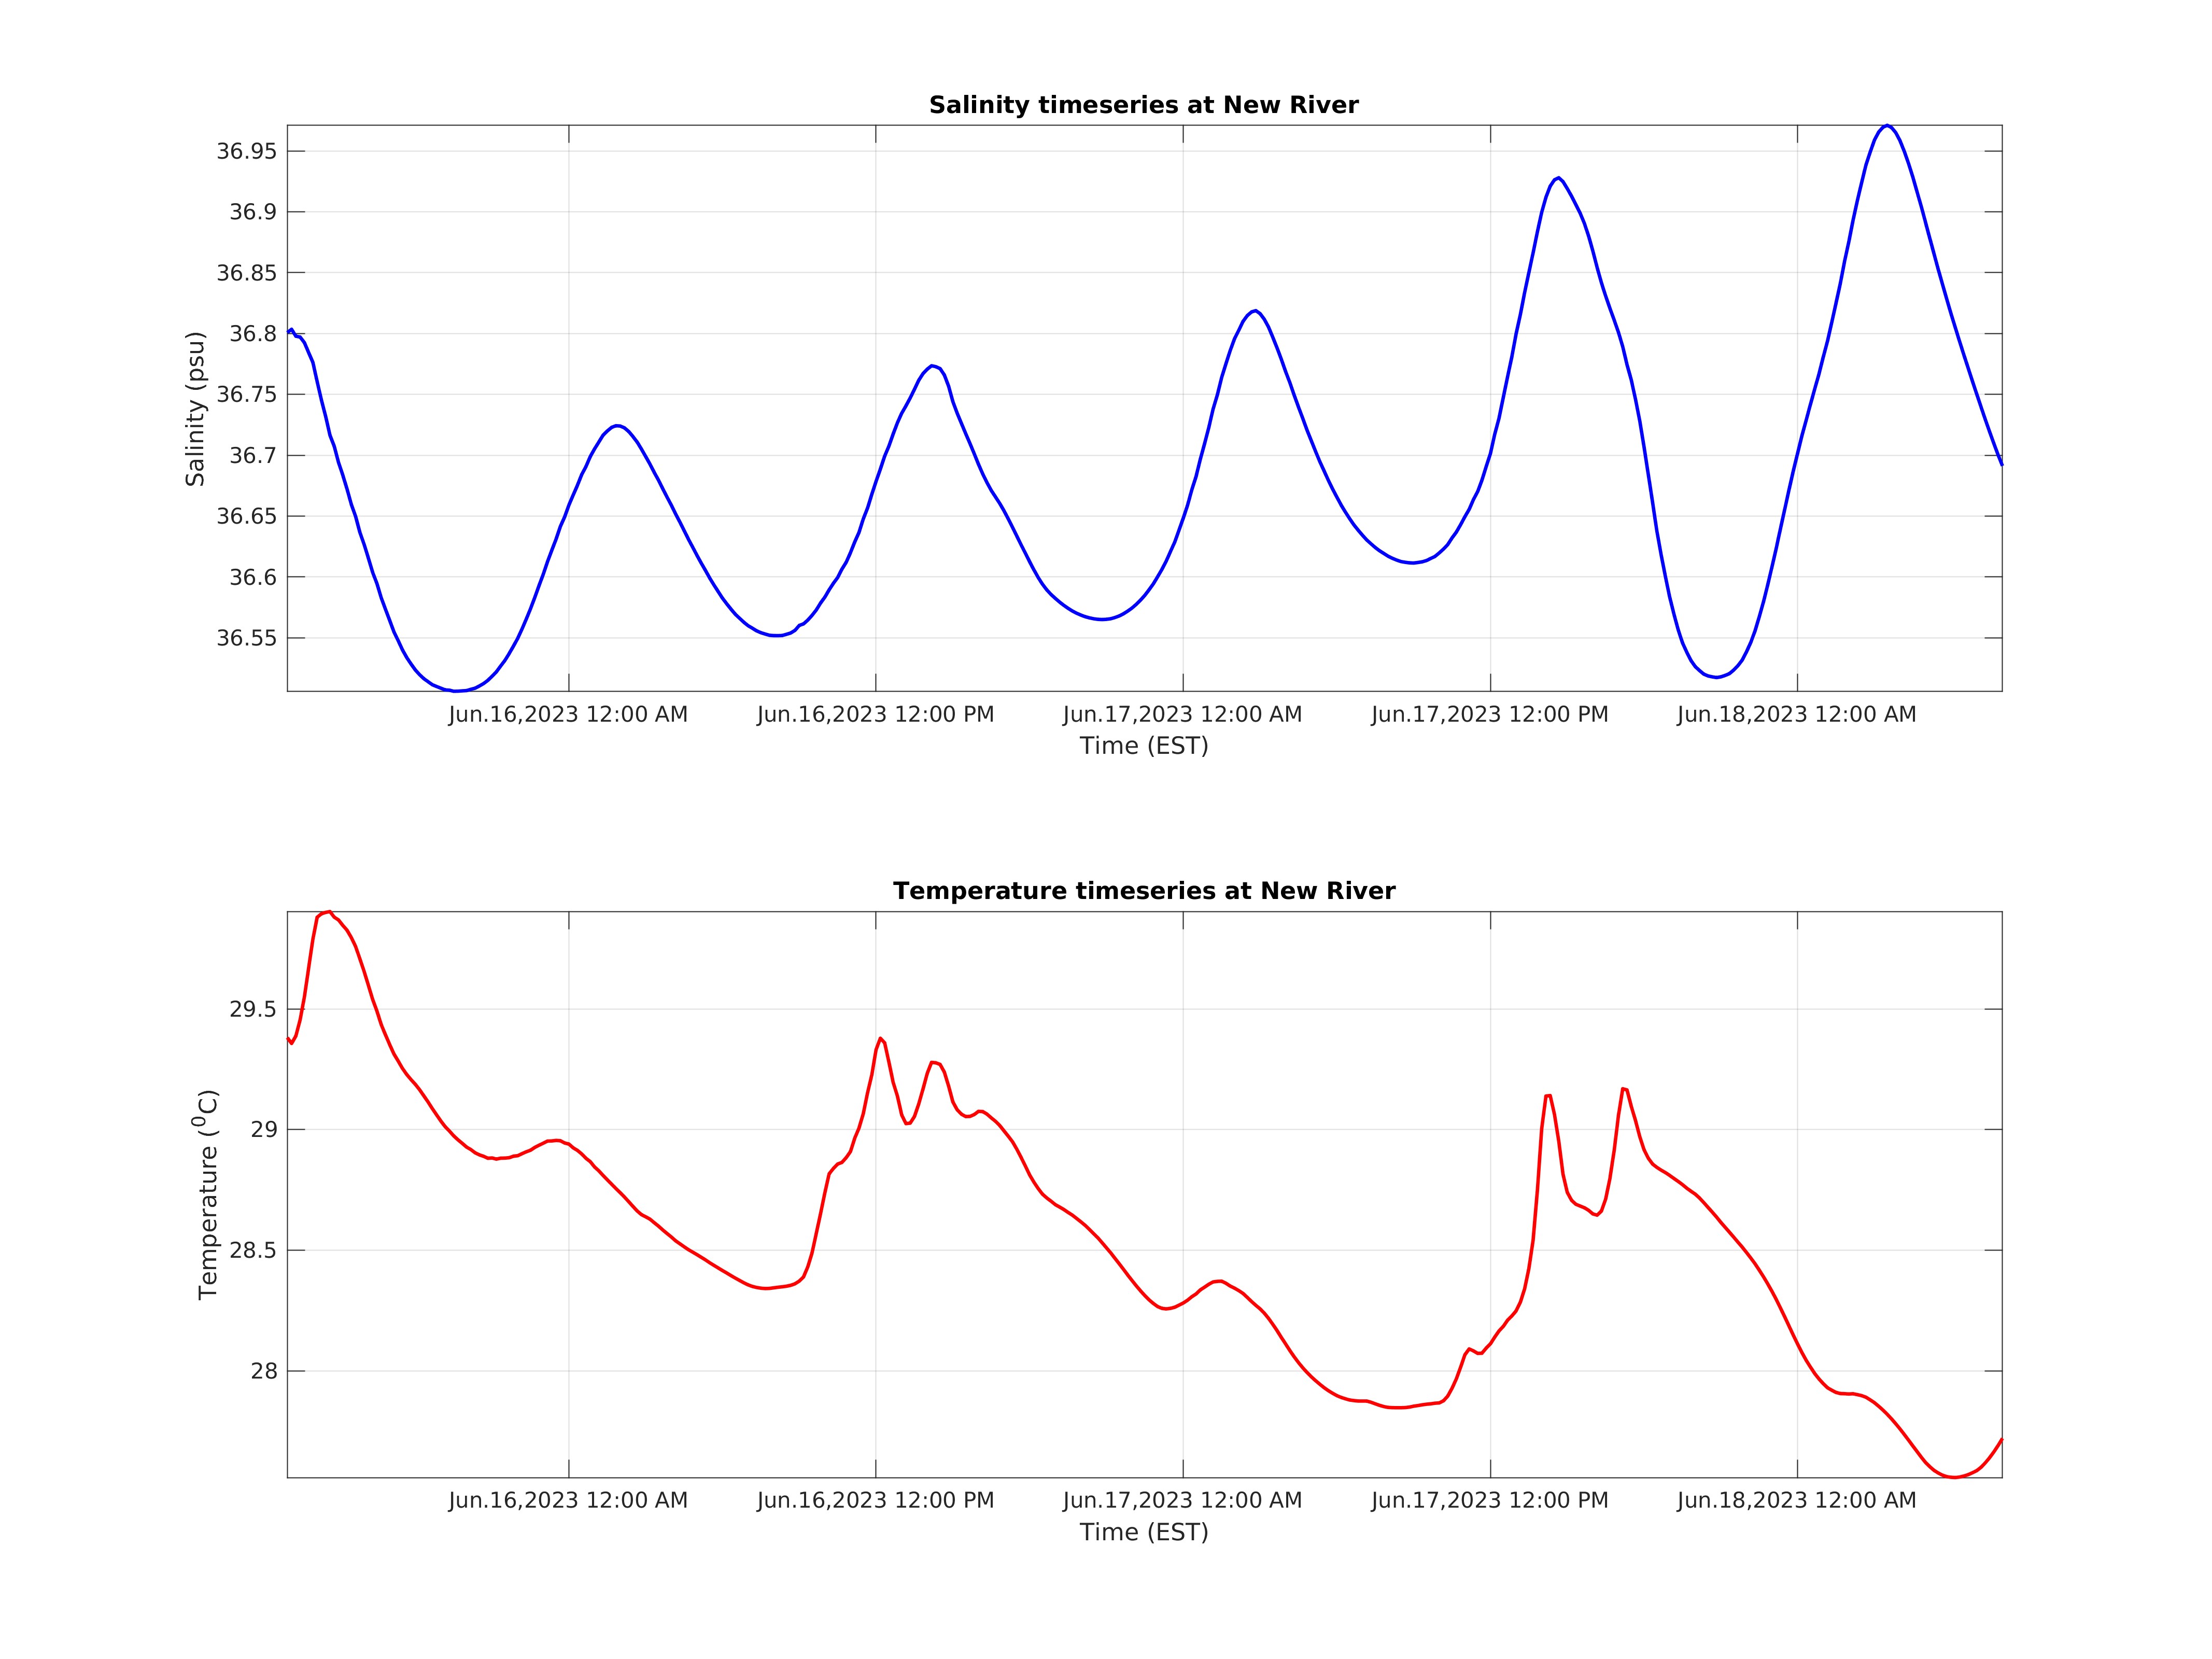 Salinity timeseries at New River
36.95
36.9
36.85
36.8
36.75
36.7
36.65
36.6
36.55
Salinity (psu)
Jun.16,2023 12:00 AM Jun.16,2023 12:00 PM Jun.17,2023 12:00 AM Jun.17,2023 12:00 PM Jun.18,2023 12:00 AM
Time (EST)
Temperature timeseries at New River
29.5
29
28.5
28
Temperature (⁰C)
Jun.16,2023 12:00 AM Jun.16,2023 12:00 PM Jun.17,2023 12:00 AM Jun.17,2023 12:00 PM Jun.18,2023 12:00 AM
Time (EST)